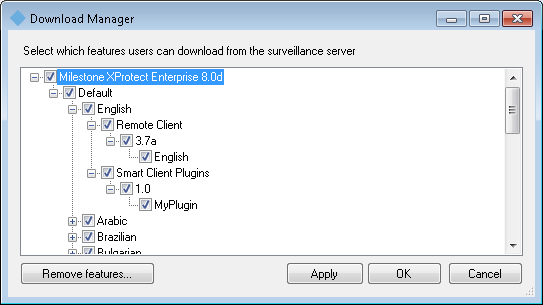 Download Manager
Select which features users can download from the surveillance server
Milestone XProtect Enterprise 8.0d
Default
English
Remote Client
3.7a
English
Smart Client Plugins
1.0
MyPlugin
Arabic
Brazilian
Bulgarian
Remove features...
Apply
OK
Cancel